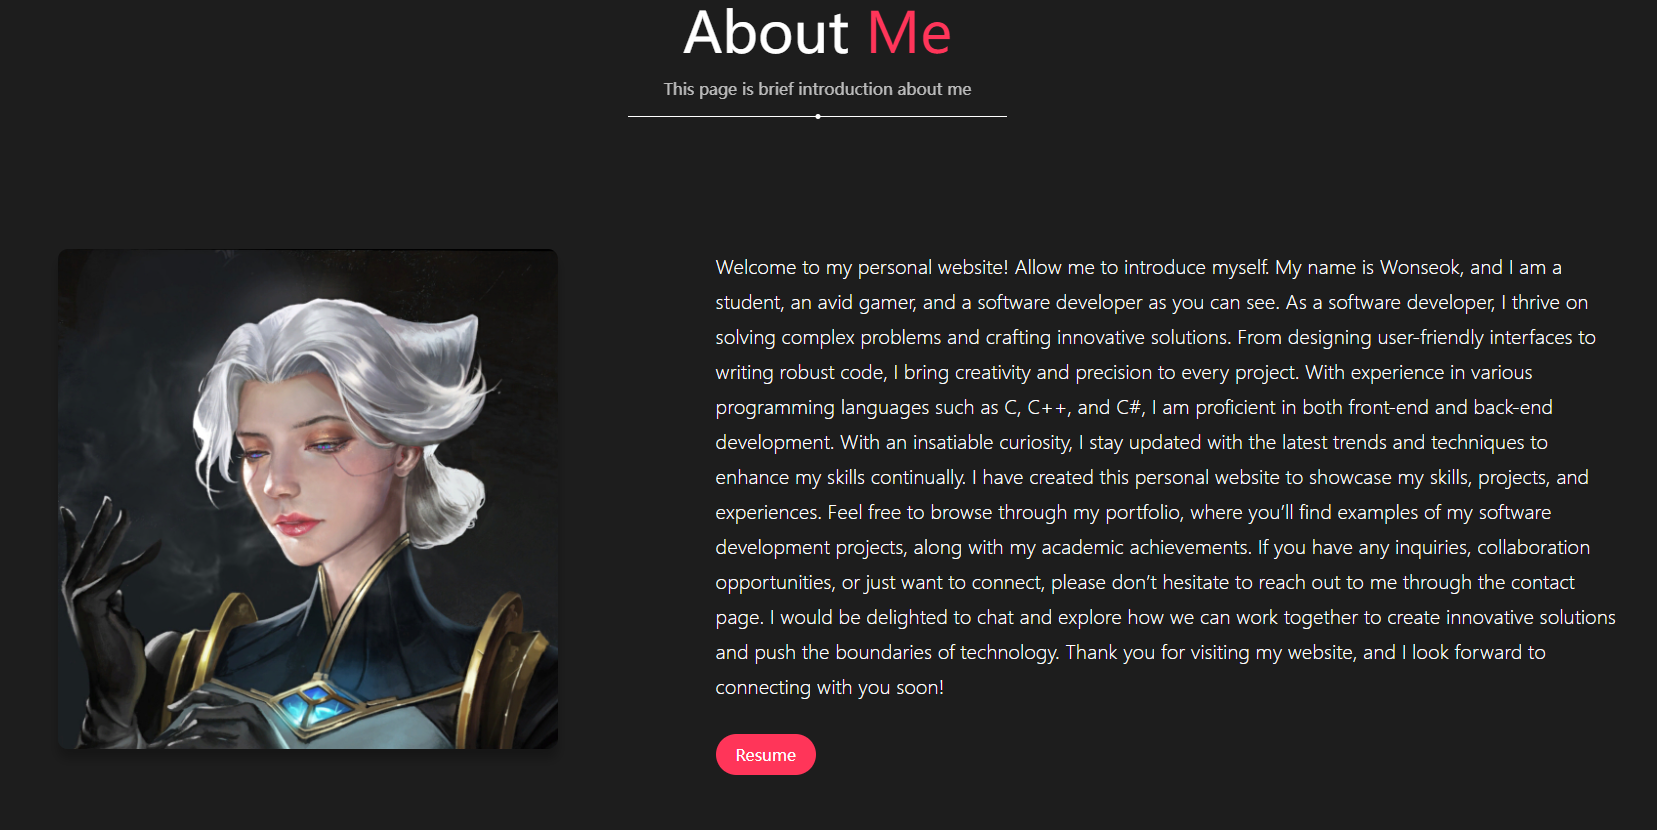 About Me
This page is brief introduction about me
Welcome to my personal website! Allow me to introduce myself. My name is Wonseok, and I am a
student, an avid gamer, and a software developer as you can see. As a software developer, I thrive on
solving complex problems and crafting innovative solutions. From designing user-friendly interfaces to
writing robust code, I bring creativity and precision to every project. With experience in various
programming languages such as C, C++, and C#, I am proficient in both front-end and back-end
development. With an insatiable curiosity, I stay updated with the latest trends and techniques to
enhance my skills continually. I have created this personal website to showcase my skills, projects, and
experiences. Feel free to browse through my portfolio, where you’ll find examples of my software
development projects, along with my academic achievements. If you have any inquiries, collaboration
opportunities, or just want to connect, please don’t hesitate to reach out to me through the contact
page. I would be delighted to chat and explore how we can work together to create innovative solutions
and push the boundaries of technology. Thank you for visiting my website, and I look forward to
connecting with you soon!
Resume